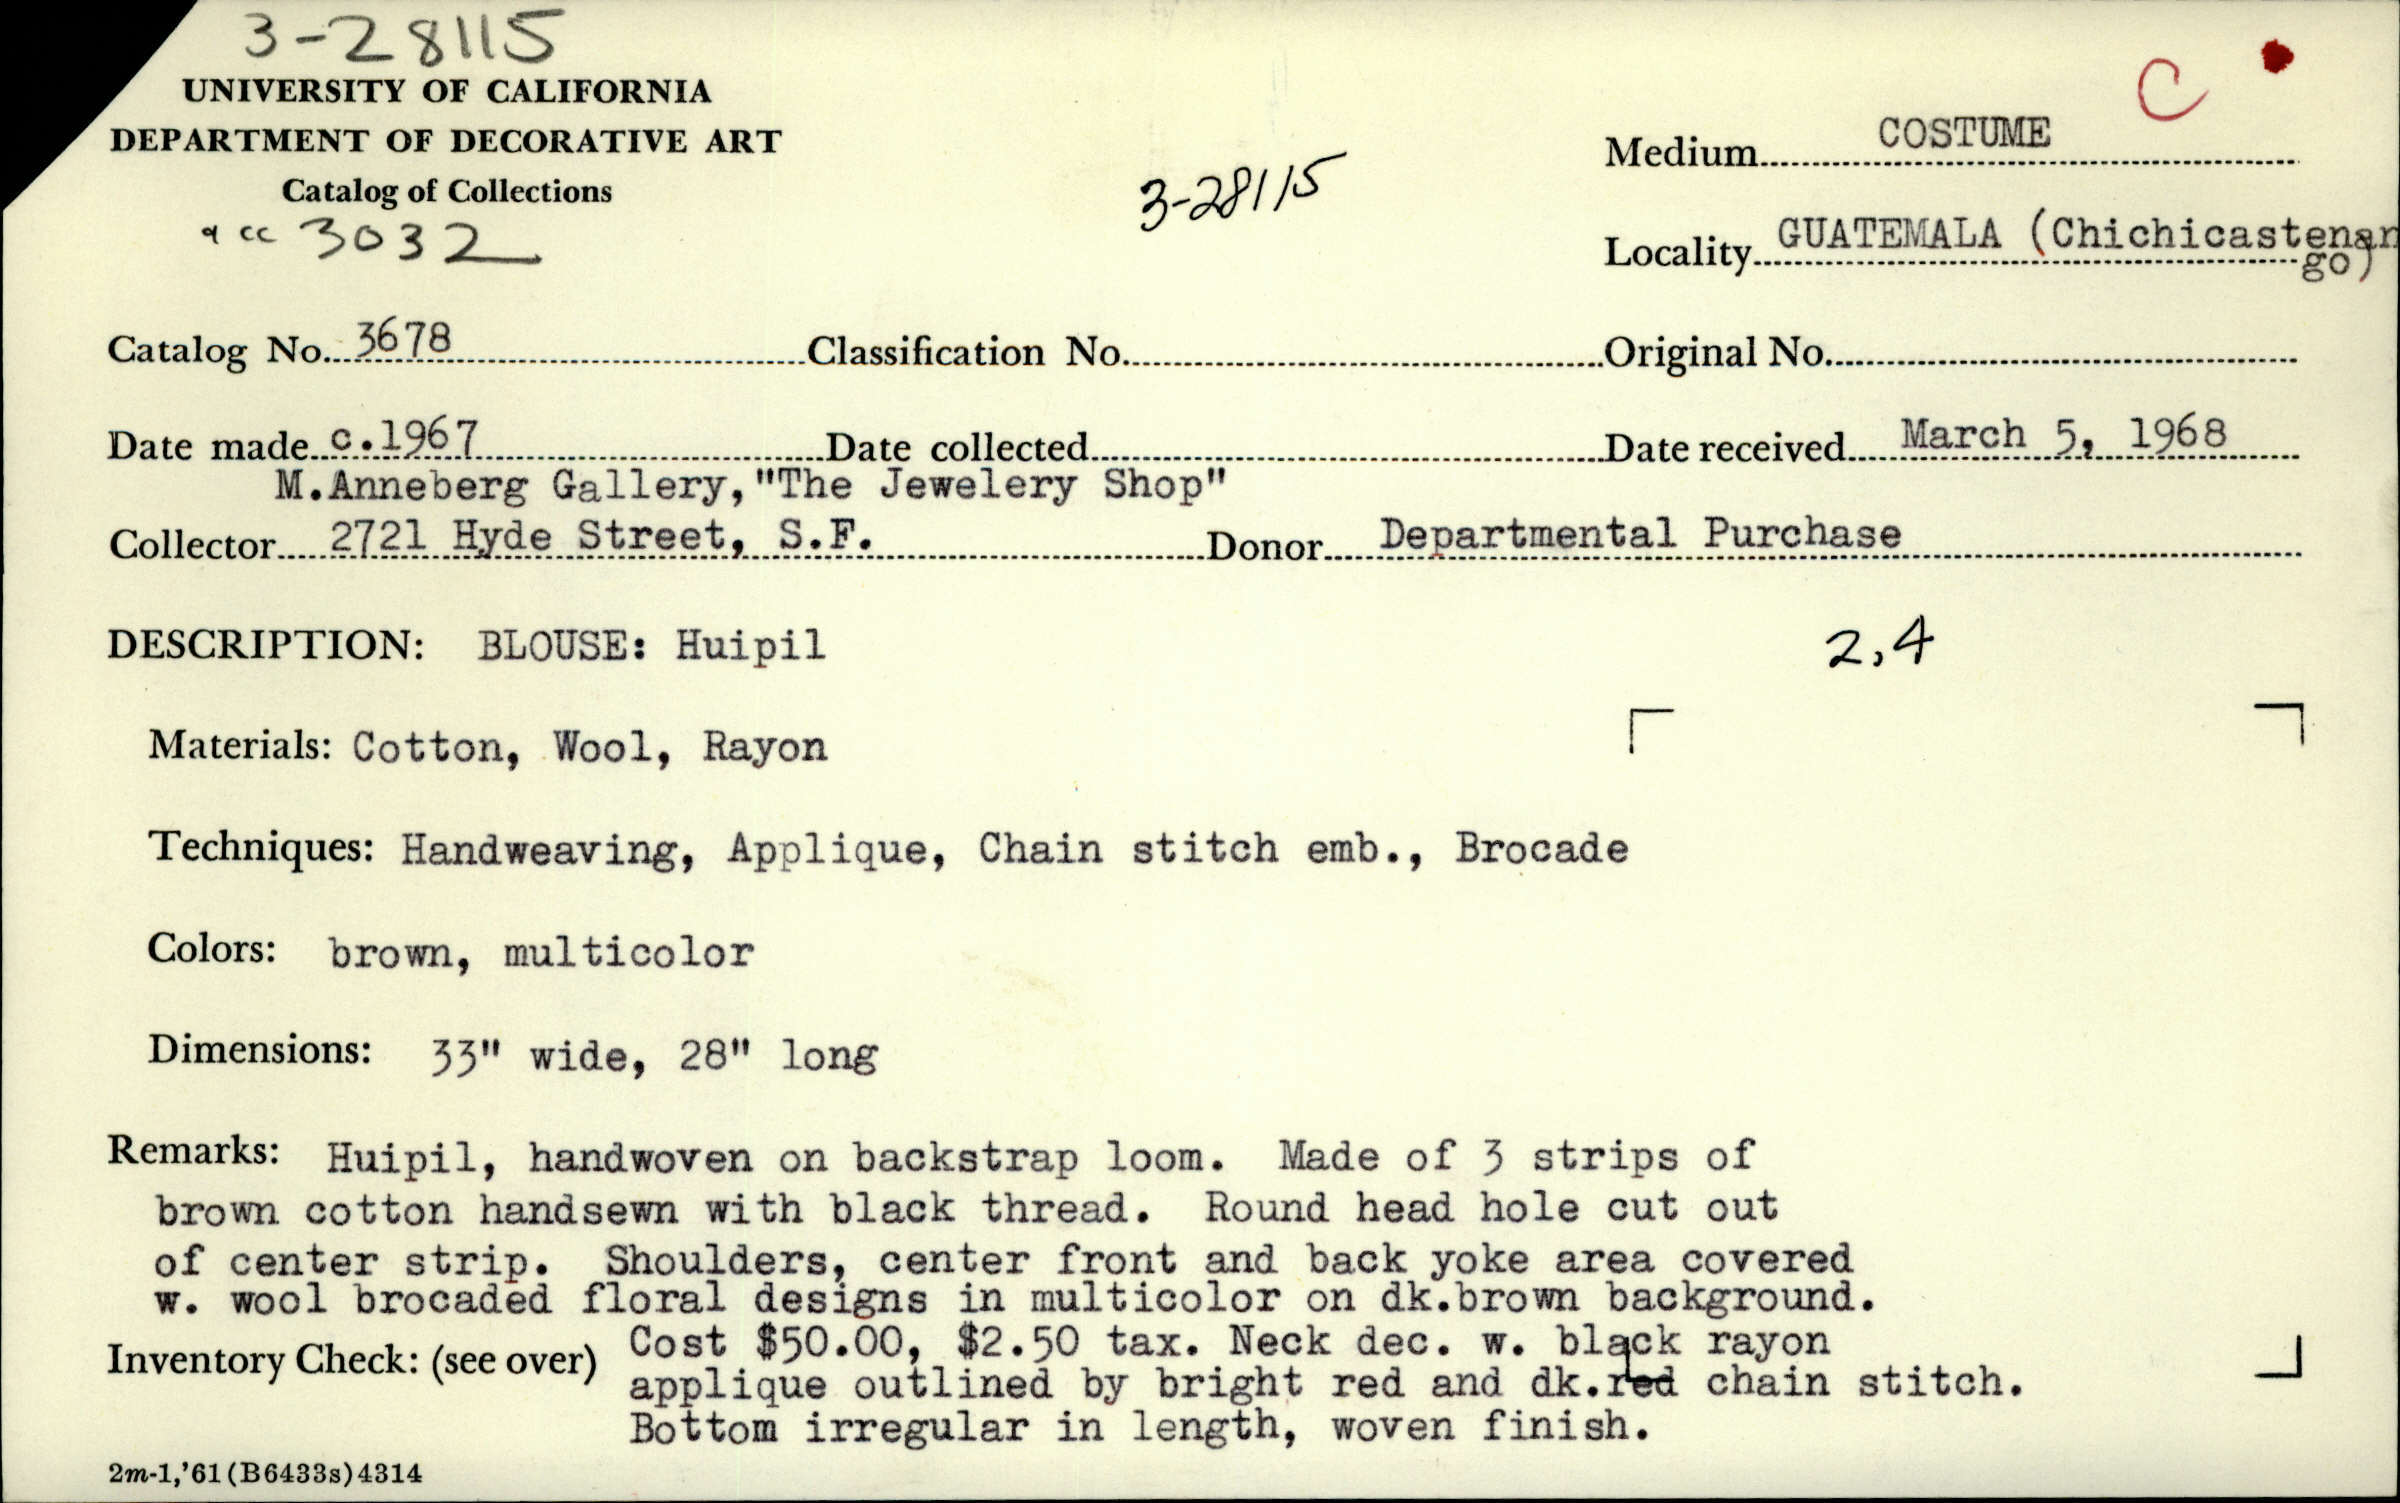 3-28115
UNIVERSITY OF CALIFORNIA
DEPARTMENT OF DECORATIVE ART
Catalog of Collections
acc 3032
3-28115
C
Medium COSTUME
Locality GUATEMALA (Chichicastenan
go)
Catalog No. 3678 Classification No. Original No.
Date made c.1967 Date collected Date received March 5, 1968
M.Anneberg Gallery,"The Jewelery Shop"
Collector 2721 Hyde Street, S.F. Donor Departmental Purchase
DESCRIPTION: BLOUSE: Huipil
2,4
Materials: Cotton, Wool, Rayon
Techniques: Handweaving, Applique, Chain stitch emb., Brocade
Colors: brown, multicolor
Dimensions: 33" wide, 28" long
Remarks: Huipil, handwoven on backstrap loom. Made of 3 strips of
brown cotton handsewn with black thread. Round head hole cut out
of center strip. Shoulders, center front and back yoke area covered
w. wool brocaded floral designs in multicolor on dk.brown background.
Inventory Check: (see over) Cost $50.00, $2.50 tax. Neck dec. w. black rayon
applique outlined by bright red and dk.red chain stitch.
Bottom irregular in length, woven finish.
2m-1,'61(B6433s)4314